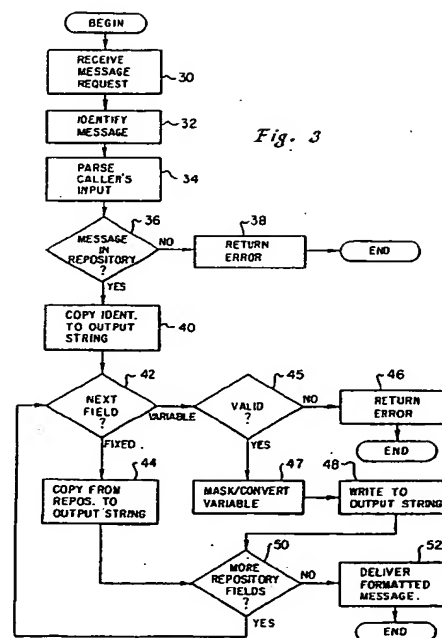 BEGIN
RECEIVE
MESSAGE
REQUEST
30
IDENTIFY
MESSAGE
32
Fig. 3
PARSE
CALLER'S
INPUT
34
36
MESSAGE
IN
REPOSITORY
?
NO
YES
38
RETURN
ERROR
END
COPY IDENT.
TO OUTPUT
STRING
40
42
NEXT
FIELD
?
VARIABLE
FIXED
45
VALID
?
NO
YES
46
RETURN
ERROR
END
44
COPY FROM
REPOS. TO
OUTPUT STRING
47
MASK/CONVERT
VARIABLE
48
WRITE TO
OUTPUT STRING
50
MORE
REPOSITORY
FIELDS
?
NO
YES
52
DELIVER
FORMATTED
MESSAGE.
END